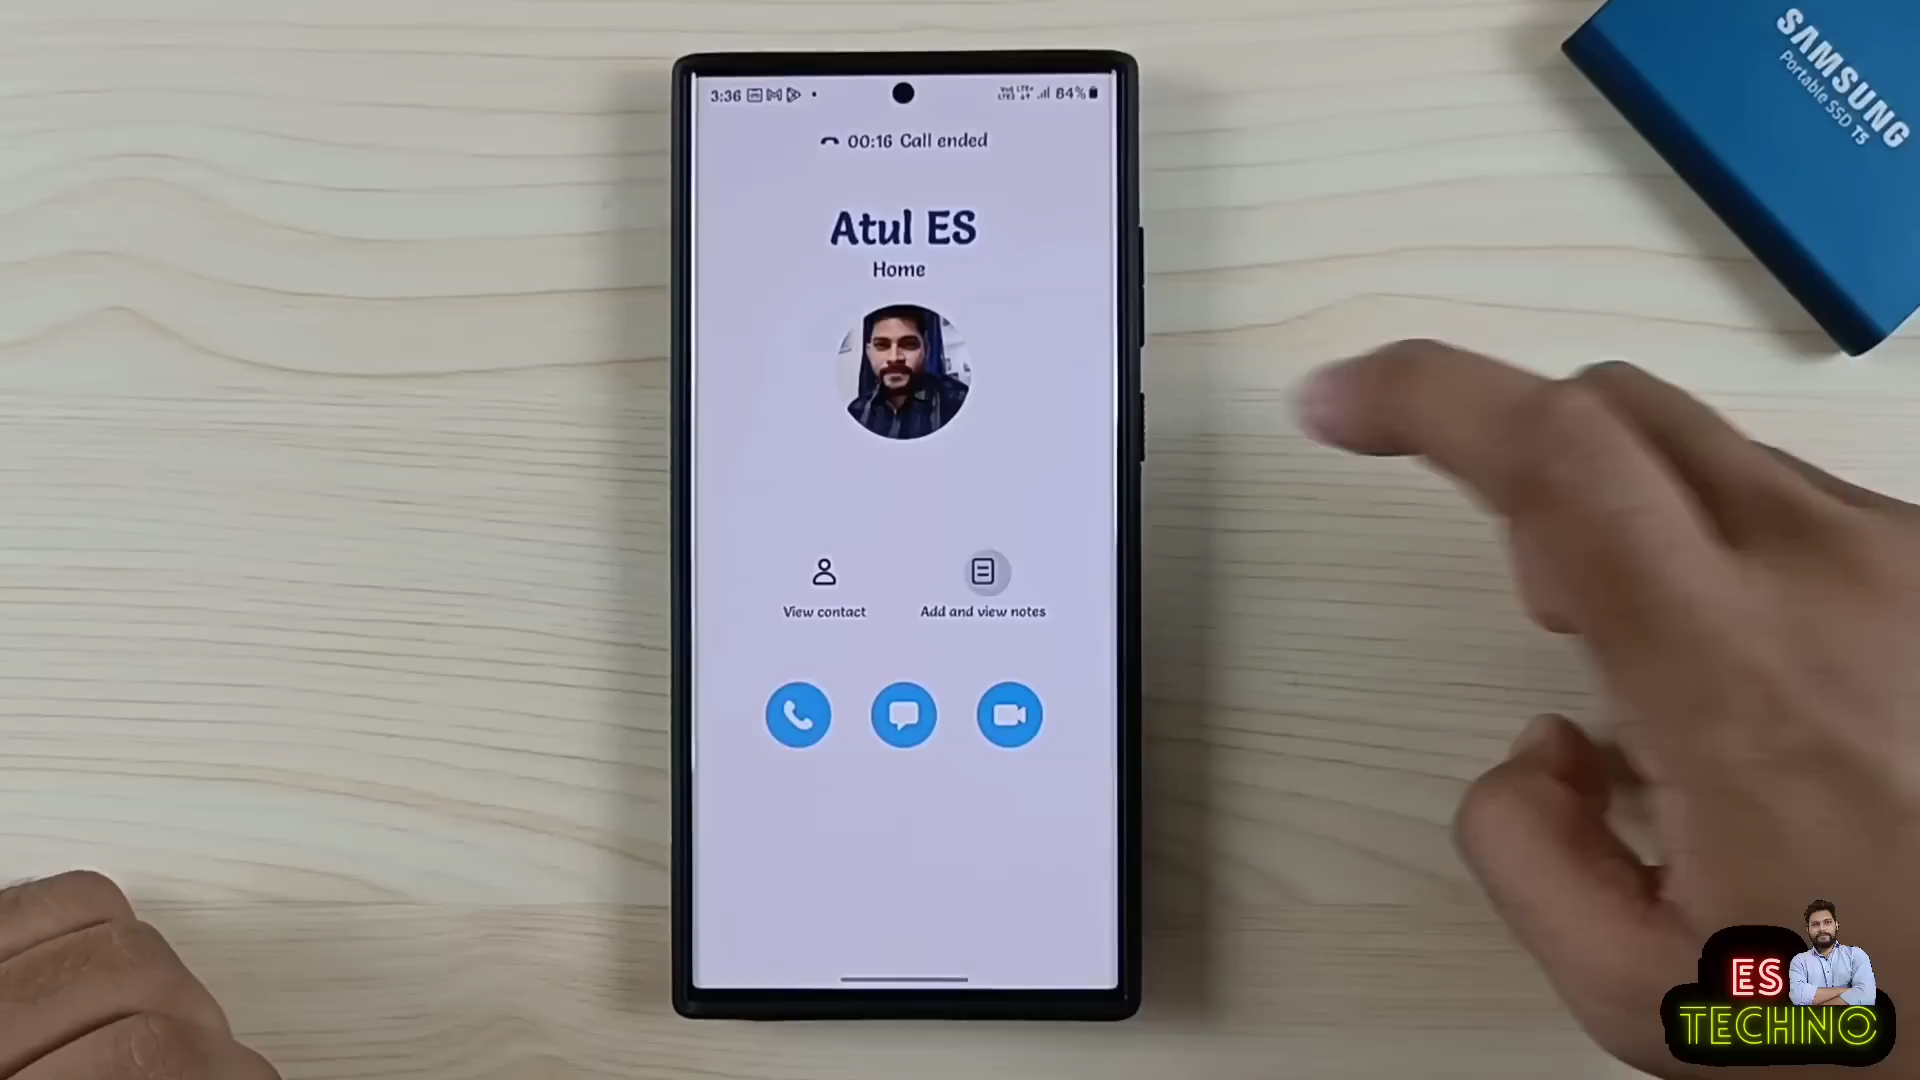 3:36
84%
00:16 Call ended
Atul ES
Home
View contact
Add and view notes
SAMSUNG
Portable SSD T5
ES
TECHNO